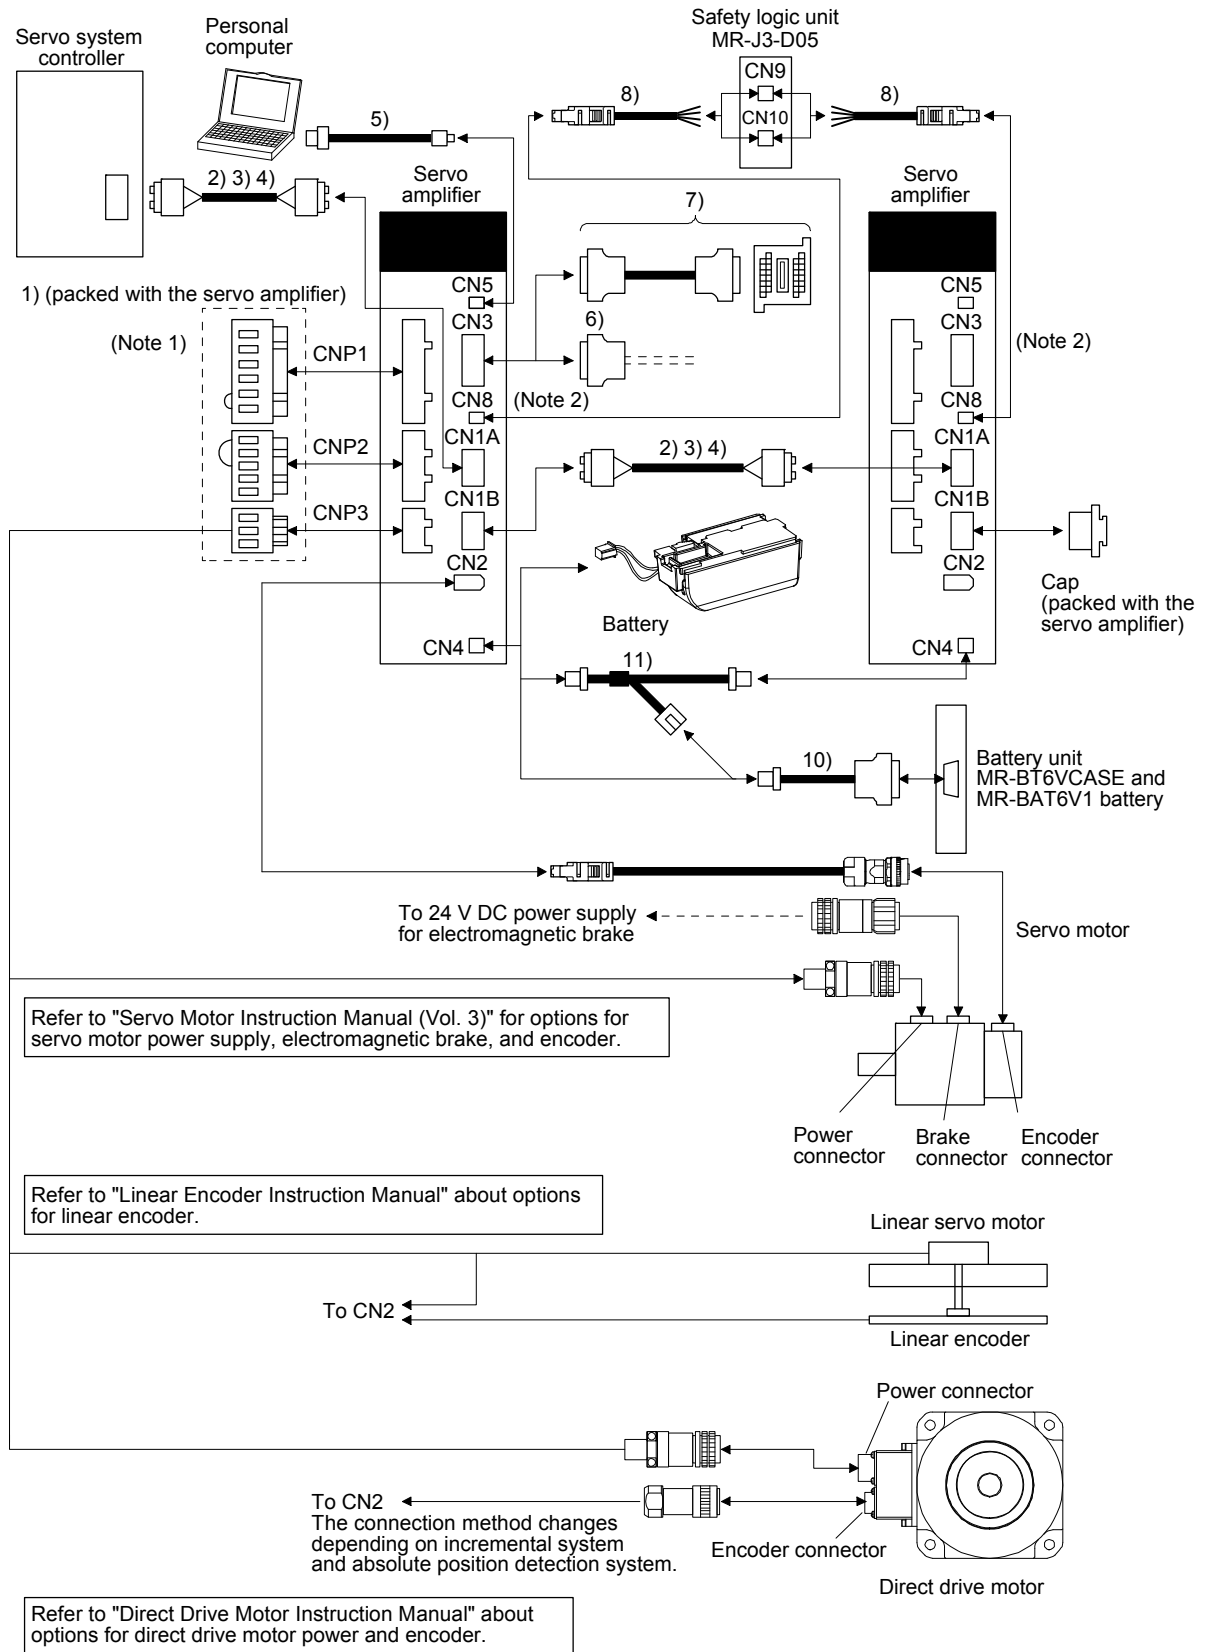 Servo system
controller
Personal
computer
Safety logic unit
MR-J3-D05
CN9
CN10
5)
8)
8)
2) 3) 4)
Servo
amplifier
Servo
amplifier
7)
1) (packed with the servo amplifier)
(Note 1)
CNP1
CNP2
CNP3
CN5
CN3
CN8
CN1A
CN1B
CN2
CN4
6)
(Note 2)
2) 3) 4)
CN5
CN3
CN8
CN1A
CN1B
CN2
CN4
(Note 2)
Battery
Cap
(packed with the
servo amplifier)
11)
10)
Battery unit
MR-BT6VCASE and
MR-BAT6V1 battery
To 24 V DC power supply
for electromagnetic brake
Servo motor
Refer to "Servo Motor Instruction Manual (Vol. 3)" for options for
servo motor power supply, electromagnetic brake, and encoder.
Power
connector
Brake
connector
Encoder
connector
Refer to "Linear Encoder Instruction Manual" about options
for linear encoder.
Linear servo motor
To CN2
Linear encoder
Power connector
To CN2
The connection method changes
depending on incremental system
and absolute position detection system.
Encoder connector
Direct drive motor
Refer to "Direct Drive Motor Instruction Manual" about
options for direct drive motor power and encoder.